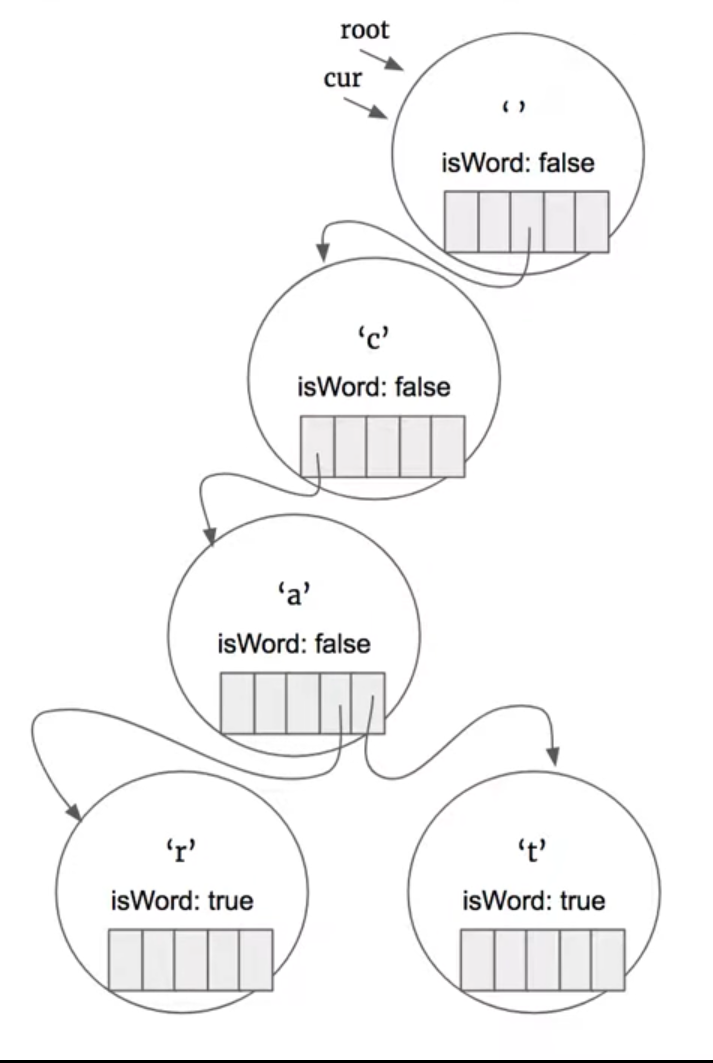 root
cur
‘ ’
isWord: false
‘c’
isWord: false
‘a’
isWord: false
‘r’
isWord: true
‘t’
isWord: true